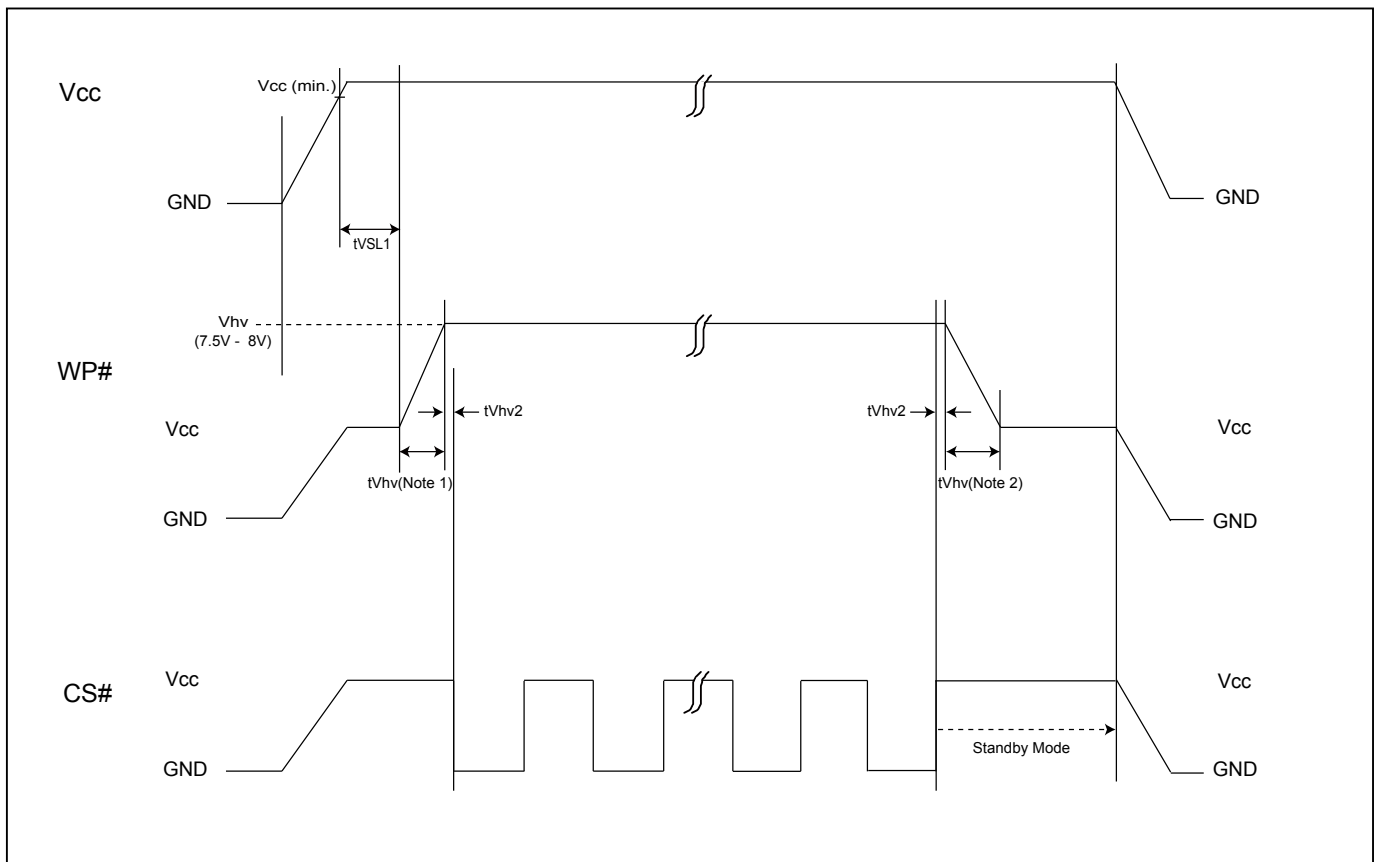 Vcc
Vcc (min.)
GND
GND
tVSL1
Vhv
(7.5V - 8V)
WP#
tVhv2
tVhv2
Vcc
Vcc
tVhv(Note 1)
tVhv(Note 2)
GND
GND
CS#
Vcc
Vcc
Standby Mode
GND
GND